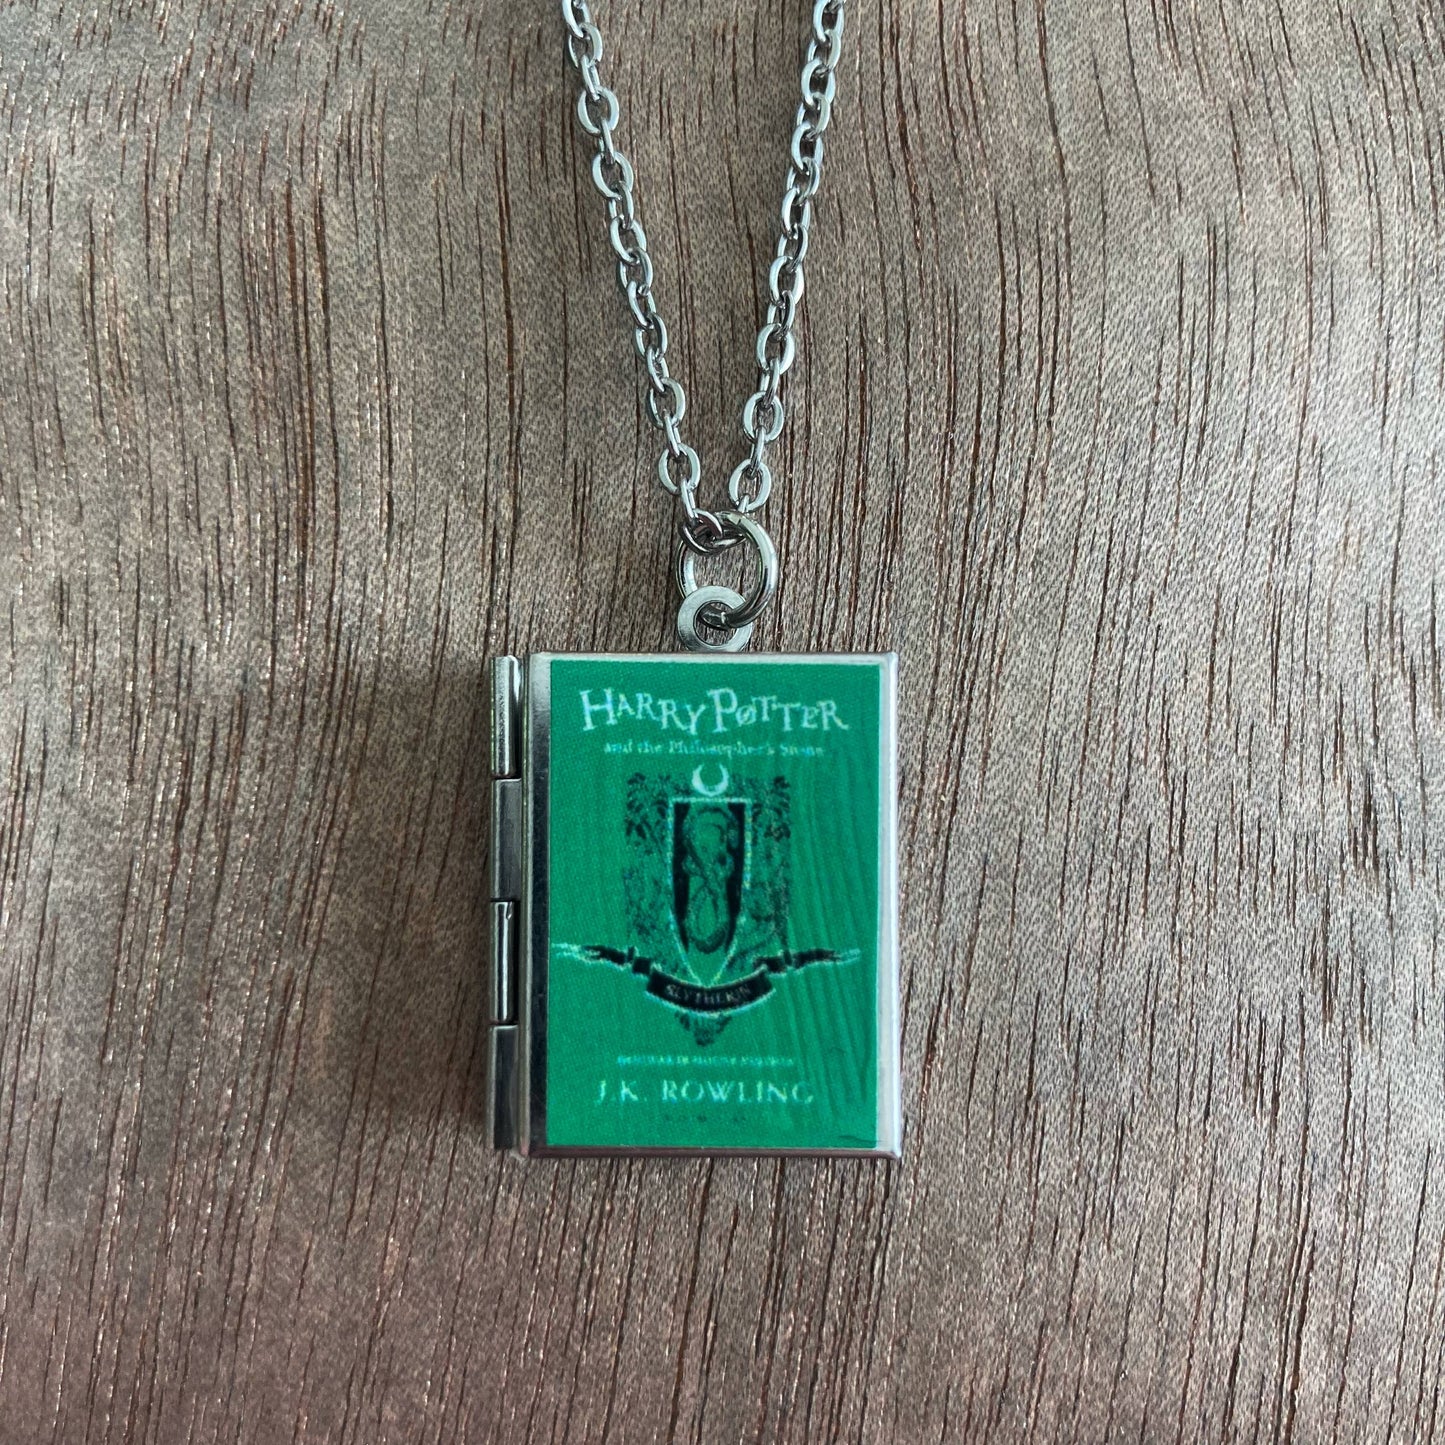 HARRY POTTER
and the Philosopher's Stone
SLYTHERIN
J.K. ROWLING